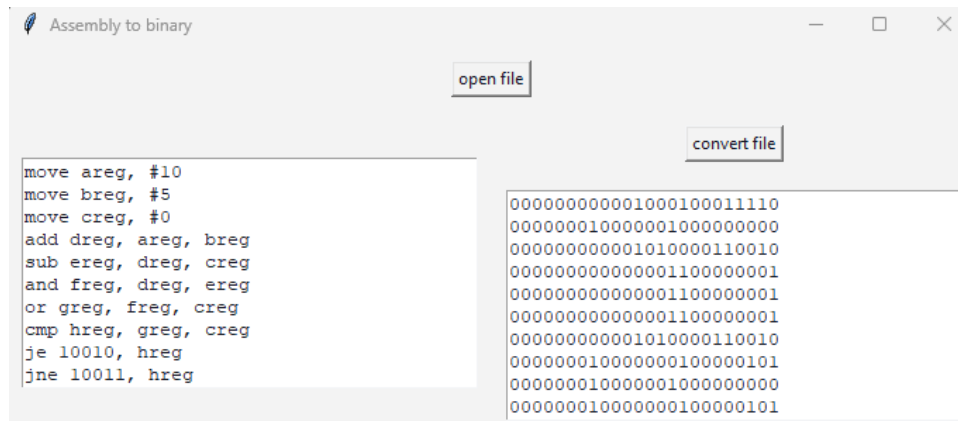 Assembly to binary
open file
convert file
move areg, #10
move breg, #5
move creg, #0
add dreg, areg, breg
sub ereg, dreg, creg
and freg, dreg, ereg
or greg, freg, creg
cmp hreg, greg, creg
je 10010, hreg
jne 10011, hreg
000000000001000100011110
000000010000001000000000
000000000001010000110010
000000000000001100000001
000000000000001100000001
000000000000001100000001
000000000001010000110010
000000010000000100000101
000000010000001000000000
000000010000000100000101